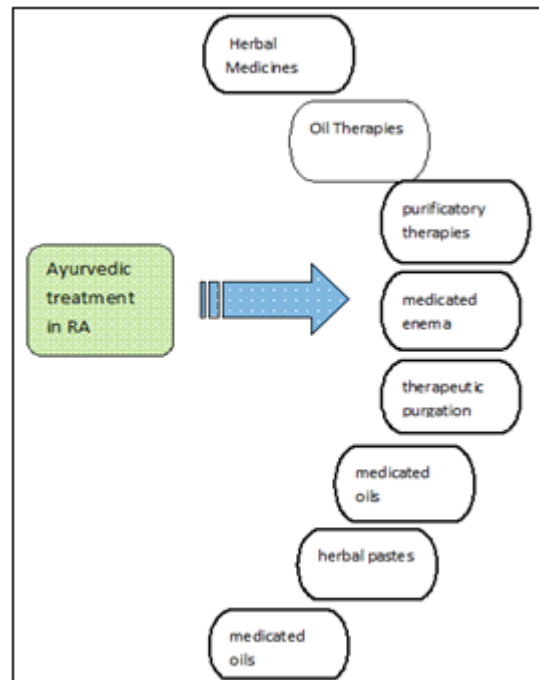 Herbal
Medicines
Oil Therapies
purificatory
therapies
Ayurvedic
treatment
in RA
medicated
enema
therapeutic
purgation
medicated
oils
herbal pastes
medicated
oils